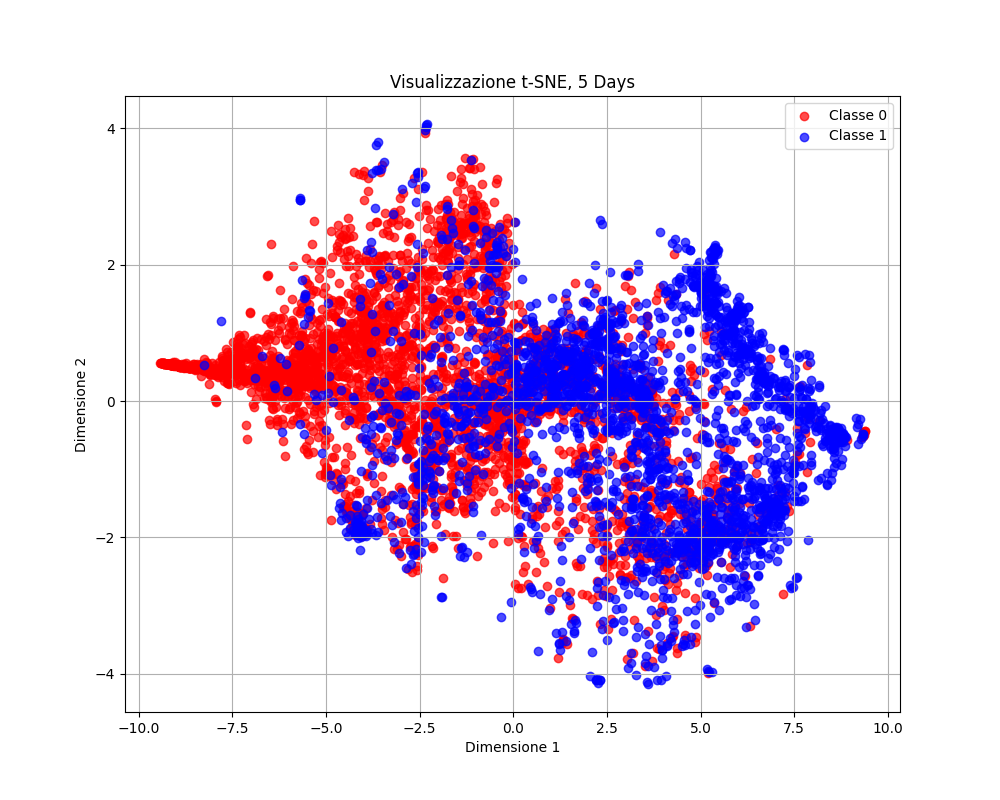 Visualizzazione t-SNE, 5 Days
Classe 0
Classe 1
4
2
0
−2
−4
Dimensione 2
−10.0 −7.5 −5.0 −2.5 0.0 2.5 5.0 7.5 10.0
Dimensione 1